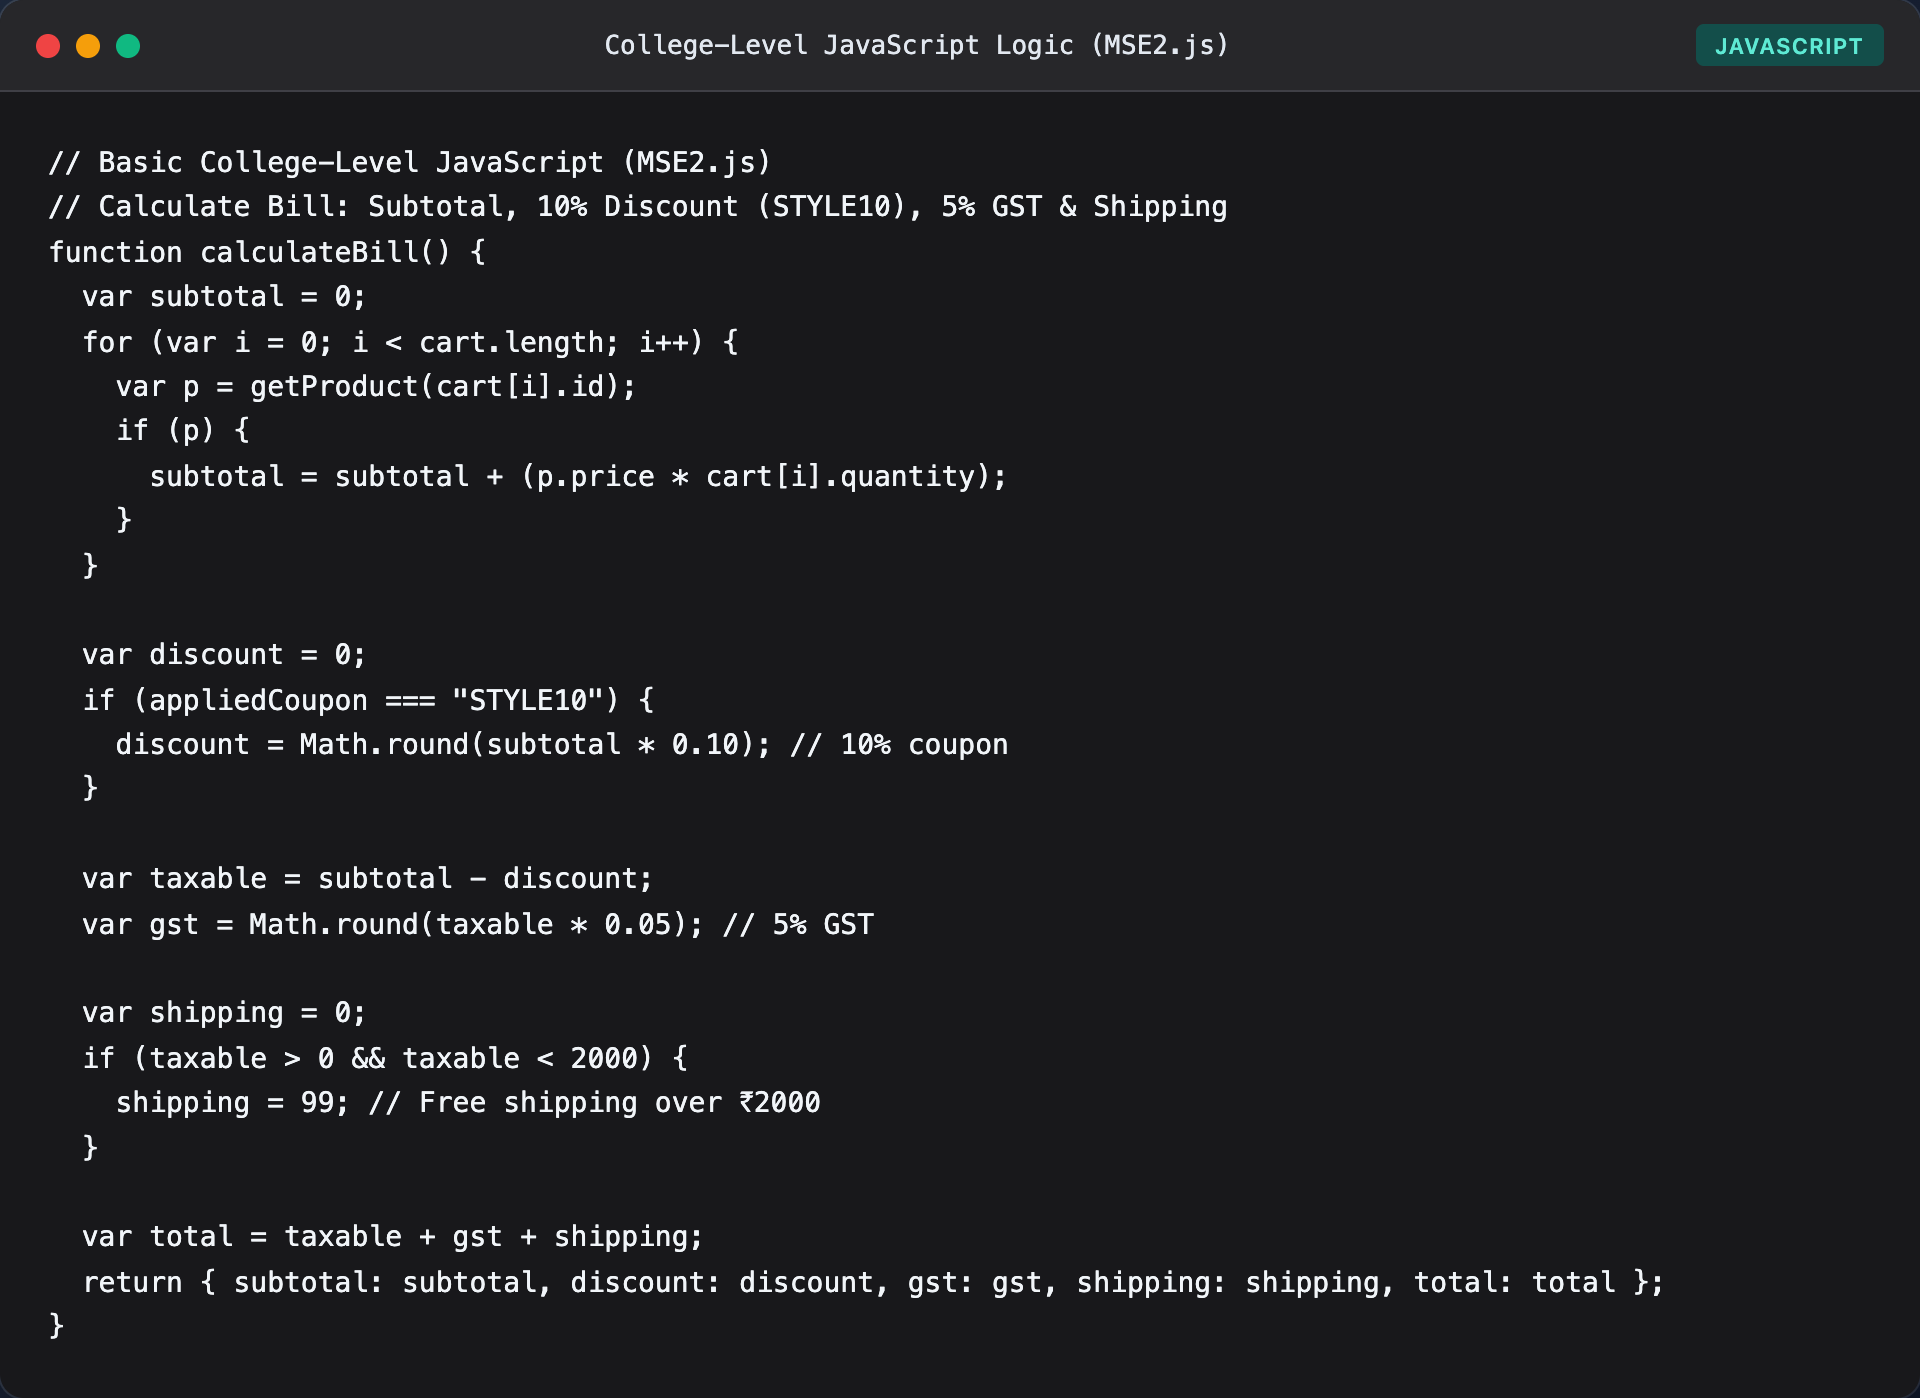 College-Level JavaScript Logic (MSE2.js)
JAVASCRIPT
// Basic College-Level JavaScript (MSE2.js)
// Calculate Bill: Subtotal, 10% Discount (STYLE10), 5% GST & Shipping
function calculateBill() {
  var subtotal = 0;
  for (var i = 0; i < cart.length; i++) {
    var p = getProduct(cart[i].id);
    if (p) {
      subtotal = subtotal + (p.price * cart[i].quantity);
    }
  }

  var discount = 0;
  if (appliedCoupon === "STYLE10") {
    discount = Math.round(subtotal * 0.10); // 10% coupon
  }

  var taxable = subtotal - discount;
  var gst = Math.round(taxable * 0.05); // 5% GST

  var shipping = 0;
  if (taxable > 0 && taxable < 2000) {
    shipping = 99; // Free shipping over ₹2000
  }

  var total = taxable + gst + shipping;
  return { subtotal: subtotal, discount: discount, gst: gst, shipping: shipping, total: total };
}